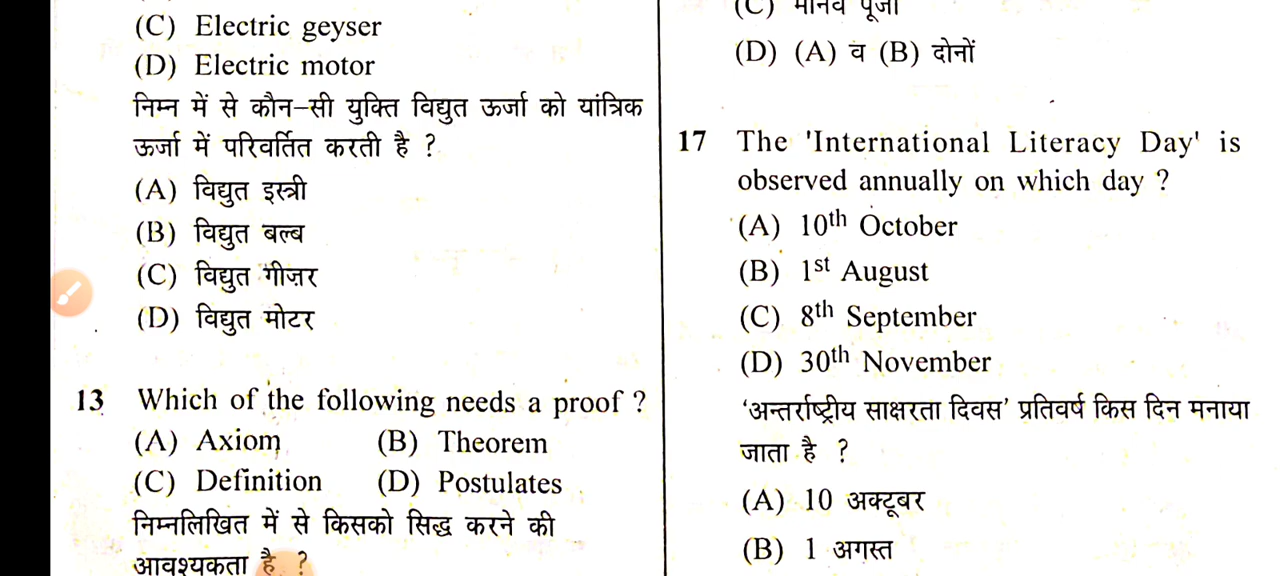 (C) Electric geyser
(D) Electric motor
निम्न में से कौन-सी युक्ति विद्युत ऊर्जा को यांत्रिक
ऊर्जा में परिवर्तित करती है ?
(A) विद्युत इस्त्री
(B) विद्युत बल्ब
(C) विद्युत गीज़र
(D) विद्युत मोटर
13 Which of the following needs a proof ?
(A) Axiom (B) Theorem
(C) Definition (D) Postulates
निम्नलिखित में से किसको सिद्ध करने की
आवश्यकता है ?
(C) मानव पूजा
(D) (A) व (B) दोनों
17 The 'International Literacy Day' is
observed annually on which day ?
(A) 10th October
(B) 1st August
(C) 8th September
(D) 30th November
'अन्तर्राष्ट्रीय साक्षरता दिवस' प्रतिवर्ष किस दिन मनाया
जाता है ?
(A) 10 अक्टूबर
(B) 1 अगस्त